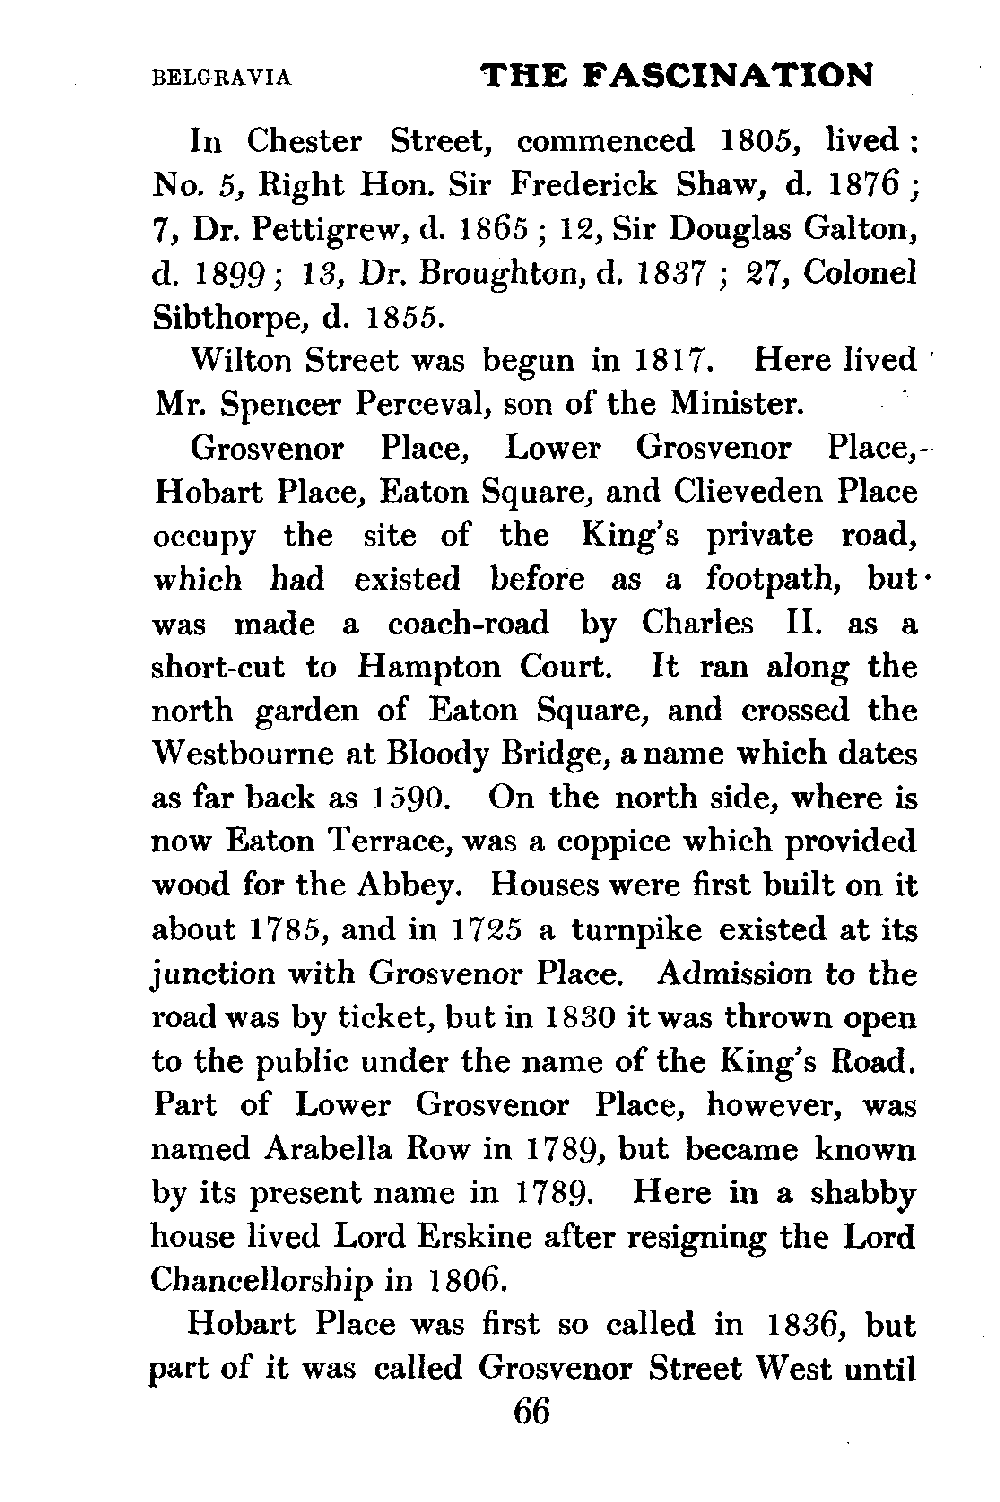 BELGRAVIA THE FASCINATION
In Chester Street, commenced 1805, lived :
No. 5, Right Hon. Sir Frederick Shaw, d. 1876 ;
7, Dr. Pettigrew, d. 1865 ; 12, Sir Douglas Galton,
d. 1899 ; 13, Dr. Broughton, d. 1837 ; 27, Colonel
Sibthorpe, d. 1855.
Wilton Street was begun in 1817. Here lived
Mr. Spencer Perceval, son of the Minister.
Grosvenor Place, Lower Grosvenor Place,
Hobart Place, Eaton Square, and Clieveden Place
occupy the site of the King's private road,
which had existed before as a footpath, but
was made a coach-road by Charles II. as a
short-cut to Hampton Court. It ran along the
north garden of Eaton Square, and crossed the
Westbourne at Bloody Bridge, a name which dates
as far back as 1590. On the north side, where is
now Eaton Terrace, was a coppice which provided
wood for the Abbey. Houses were first built on it
about 1785, and in 1725 a turnpike existed at its
junction with Grosvenor Place. Admission to the
road was by ticket, but in 1830 it was thrown open
to the public under the name of the King's Road.
Part of Lower Grosvenor Place, however, was
named Arabella Row in 1789, but became known
by its present name in 1789. Here in a shabby
house lived Lord Erskine after resigning the Lord
Chancellorship in 1806.
Hobart Place was first so called in 1836, but
part of it was called Grosvenor Street West until
66